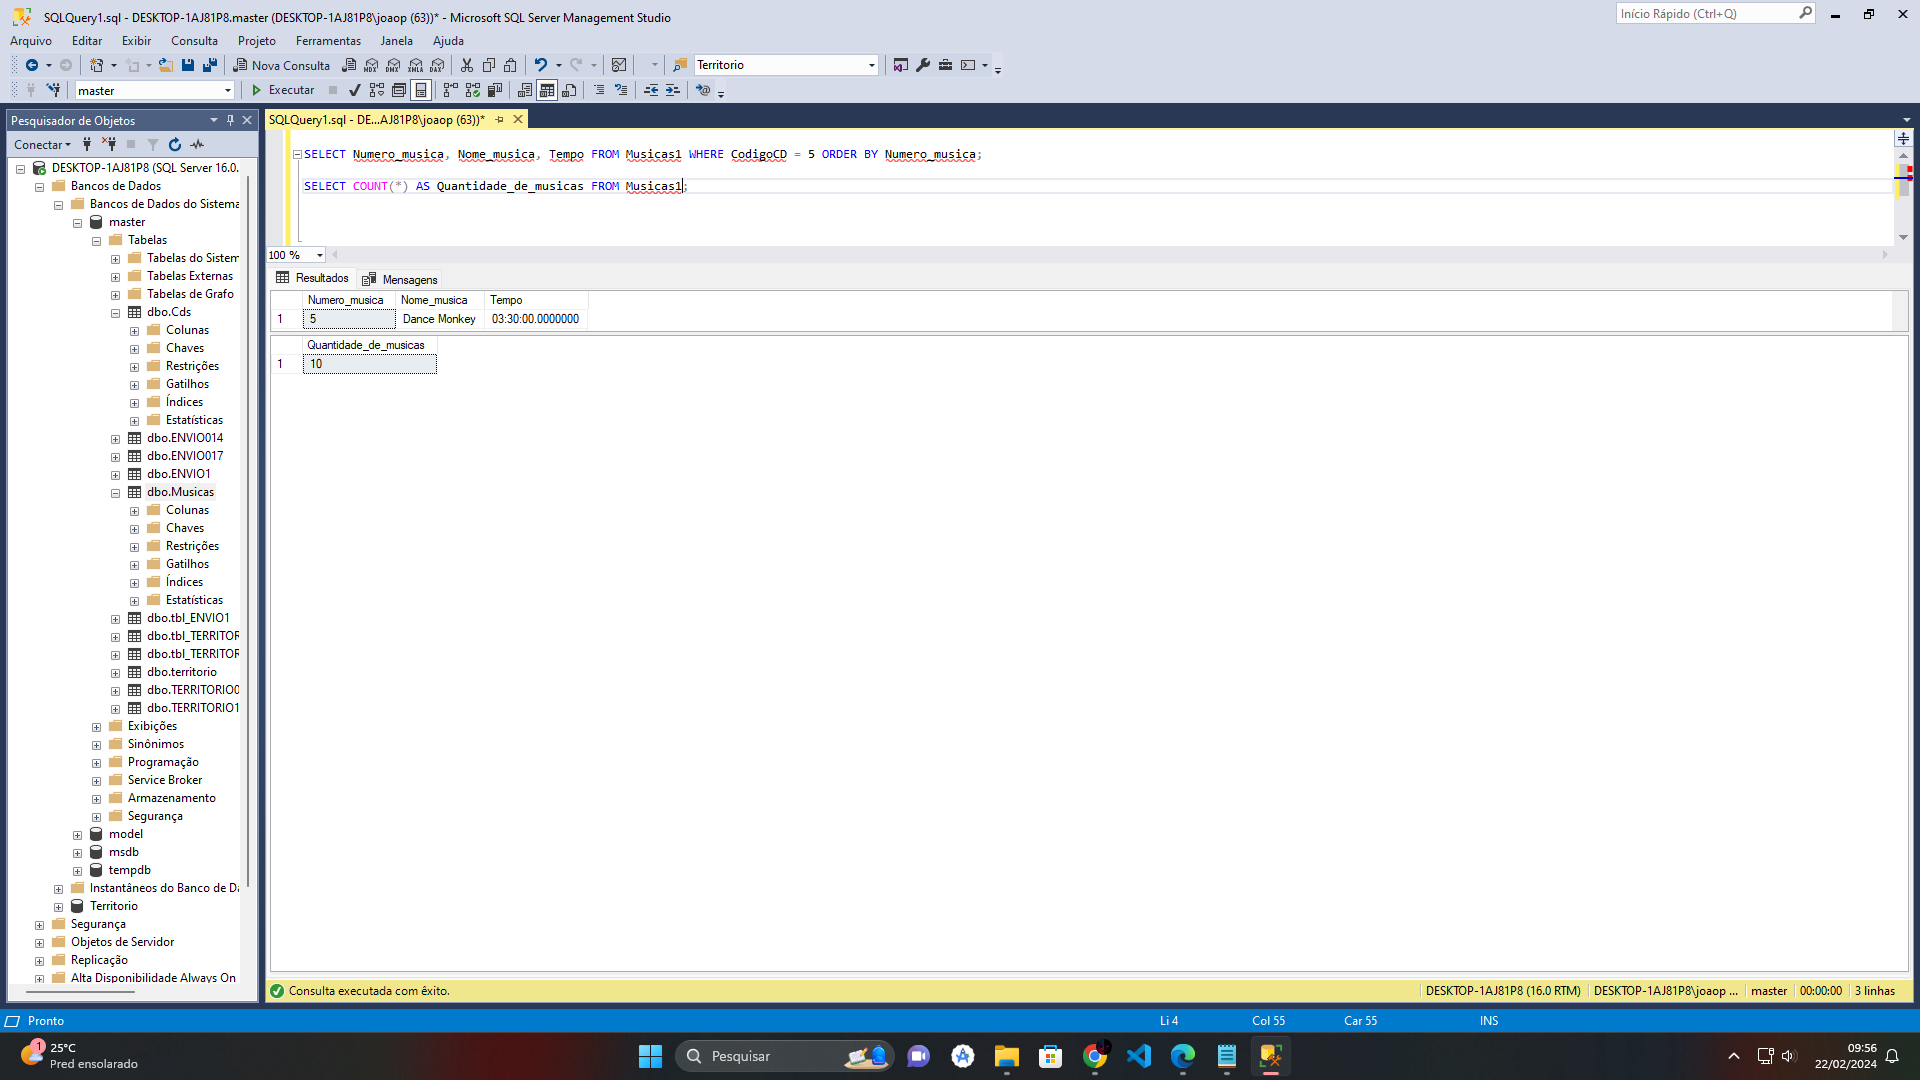 SQLQuery1.sql - DESKTOP-1AJ81P8.master (DESKTOP-1AJ81P8\joaop (63))* - Microsoft SQL Server Management Studio
Início Rápido (Ctrl+Q)
Arquivo Editar Exibir Consulta Projeto Ferramentas Janela Ajuda
Nova Consulta MDX DMX XMLA DAX Territorio
master Executar
Pesquisador de Objetos
SQLQuery1.sql - DE...AJ81P8\joaop (63))*
Conectar
DESKTOP-1AJ81P8 (SQL Server 16.0.
Bancos de Dados
Bancos de Dados do Sistema
master
Tabelas
Tabelas do Sistem
Tabelas Externas
Tabelas de Grafo
dbo.Cds
Colunas
Chaves
Restrições
Gatilhos
Índices
Estatísticas
dbo.ENVIO014
dbo.ENVIO017
dbo.ENVIO1
dbo.Musicas
Colunas
Chaves
Restrições
Gatilhos
Índices
Estatísticas
dbo.tbl_ENVIO1
dbo.tbl_TERRITOR
dbo.tbl_TERRITOR
dbo.territorio
dbo.TERRITORIO0
dbo.TERRITORIO1
Exibições
Sinônimos
Programação
Service Broker
Armazenamento
Segurança
model
msdb
tempdb
Instantâneos do Banco de Da
Territorio
Segurança
Objetos de Servidor
Replicação
Alta Disponibilidade Always On
SELECT Numero_musica, Nome_musica, Tempo FROM Musicas1 WHERE CodigoCD = 5 ORDER BY Numero_musica;
SELECT COUNT(*) AS Quantidade_de_musicas FROM Musicas1;
100 %
Resultados Mensagens
Numero_musica Nome_musica Tempo
1 5 Dance Monkey 03:30:00.0000000
Quantidade_de_musicas
1 10
Consulta executada com êxito.
DESKTOP-1AJ81P8 (16.0 RTM) DESKTOP-1AJ81P8\joaop ... master 00:00:00 3 linhas
Pronto Li 4 Col 55 Car 55 INS
1
25°C
Pred ensolarado
Pesquisar
09:56
22/02/2024